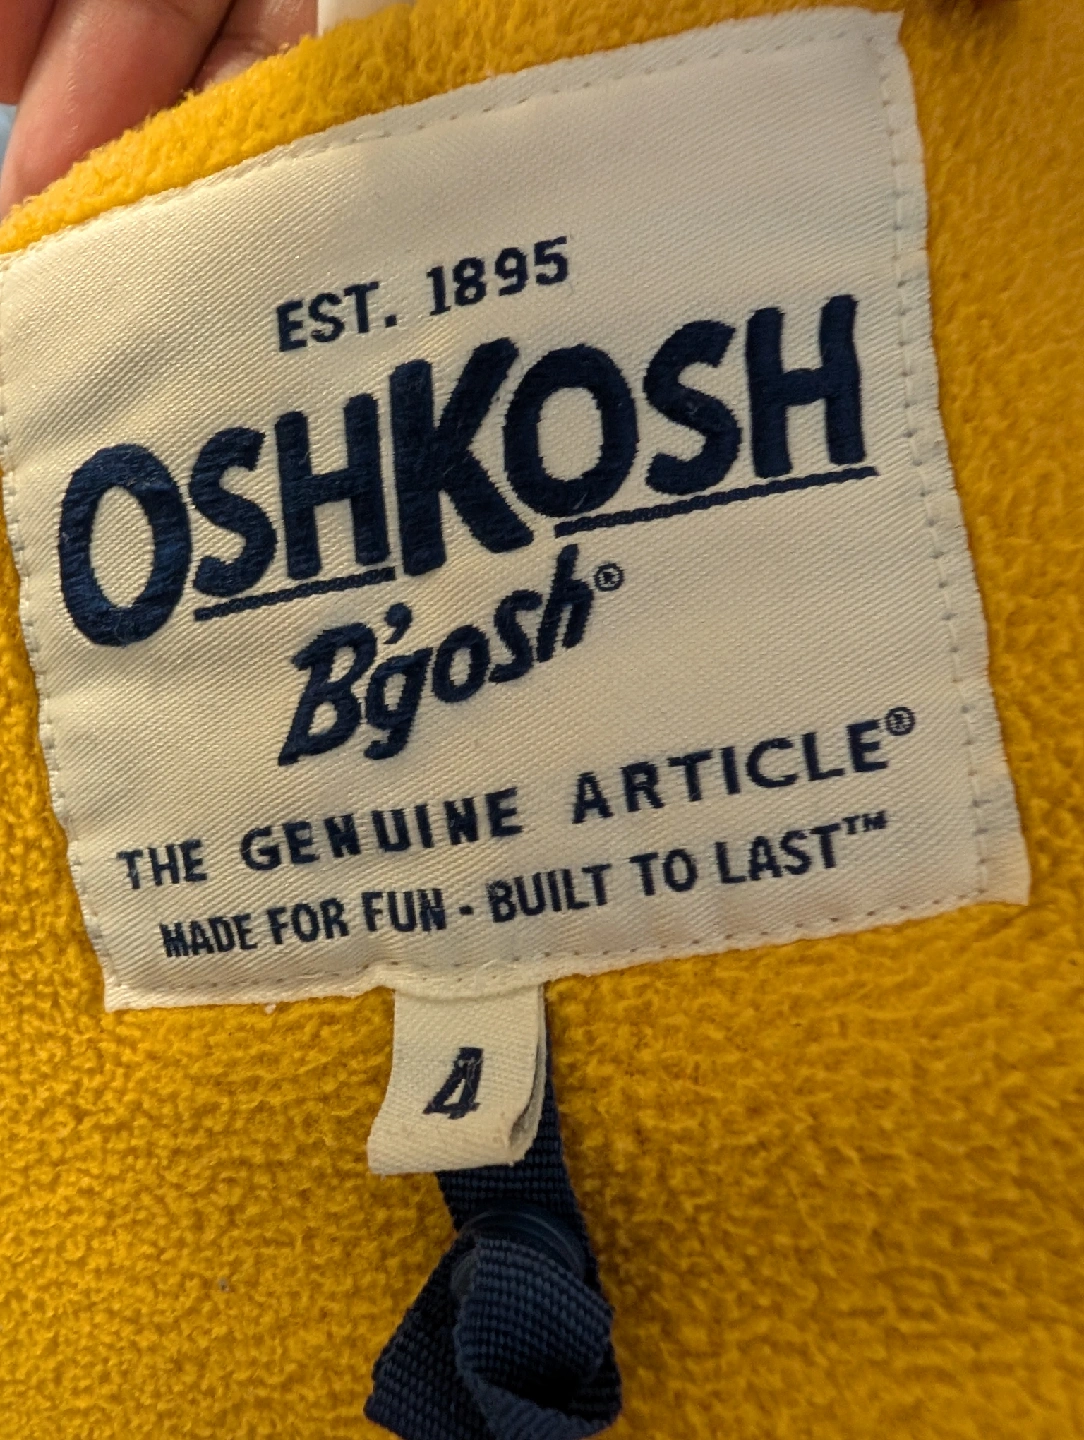 EST. 1895
OSHKOSH
B'gosh®
THE GENUINE ARTICLE®
MADE FOR FUN - BUILT TO LAST™
4